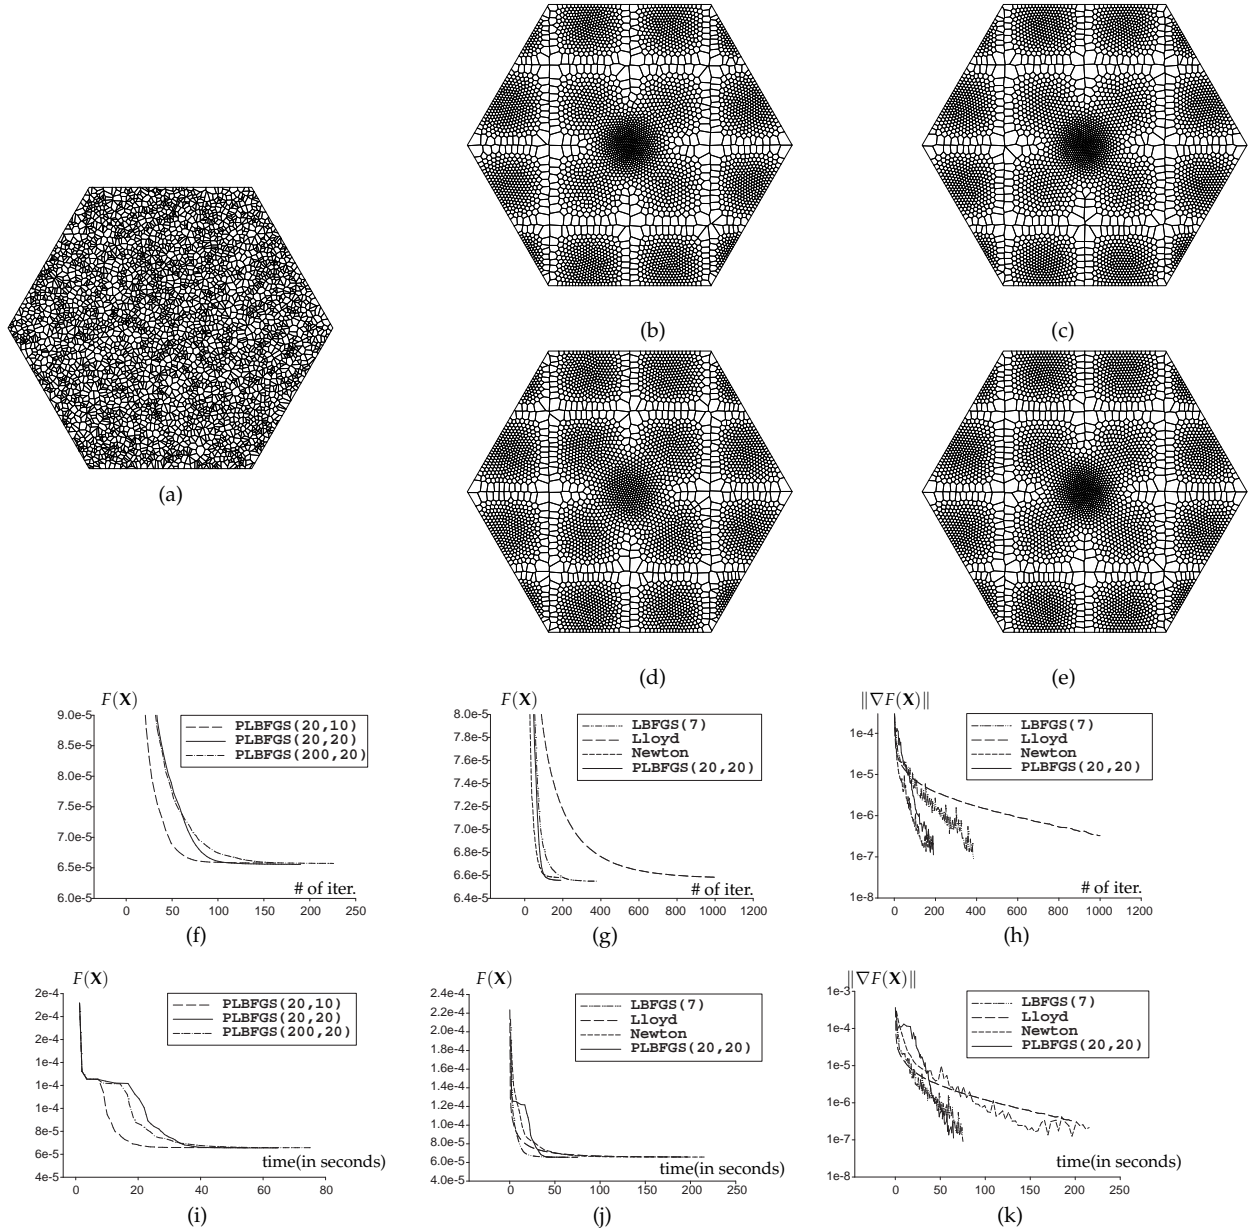 (a)
(b)
(c)
(d)
(e)
F(X)
9.0e-5
8.5e-5
8.0e-5
7.5e-5
7.0e-5
6.5e-5
6.0e-5
PLBFGS(20,10)
PLBFGS(20,20)
PLBFGS(200,20)
# of iter.
0 50 100 150 200 250
(f)
F(X)
8.0e-5
7.8e-5
7.6e-5
7.4e-5
7.2e-5
7.0e-5
6.8e-5
6.6e-5
6.4e-5
LBFGS(7)
Lloyd
Newton
PLBFGS(20,20)
# of iter.
0 200 400 600 800 1000 1200
(g)
‖∇F(X)‖
1e-4
1e-5
1e-6
1e-7
1e-8
LBFGS(7)
Lloyd
Newton
PLBFGS(20,20)
# of iter.
0 200 400 600 800 1000 1200
(h)
F(X)
2e-4
2e-4
2e-4
1e-4
1e-4
1e-4
8e-5
6e-5
4e-5
PLBFGS(20,10)
PLBFGS(20,20)
PLBFGS(200,20)
time(in seconds)
0 20 40 60 80
(i)
F(X)
2.4e-4
2.2e-4
2.0e-4
1.8e-4
1.6e-4
1.4e-4
1.2e-4
1.0e-4
8.0e-5
6.0e-5
4.0e-5
LBFGS(7)
Lloyd
Newton
PLBFGS(20,20)
time(in seconds)
0 50 100 150 200 250
(j)
‖∇F(X)‖
1e-3
1e-4
1e-5
1e-6
1e-7
1e-8
LBFGS(7)
Lloyd
Newton
PLBFGS(20,20)
time(in seconds)
0 50 100 150 200 250
(k)